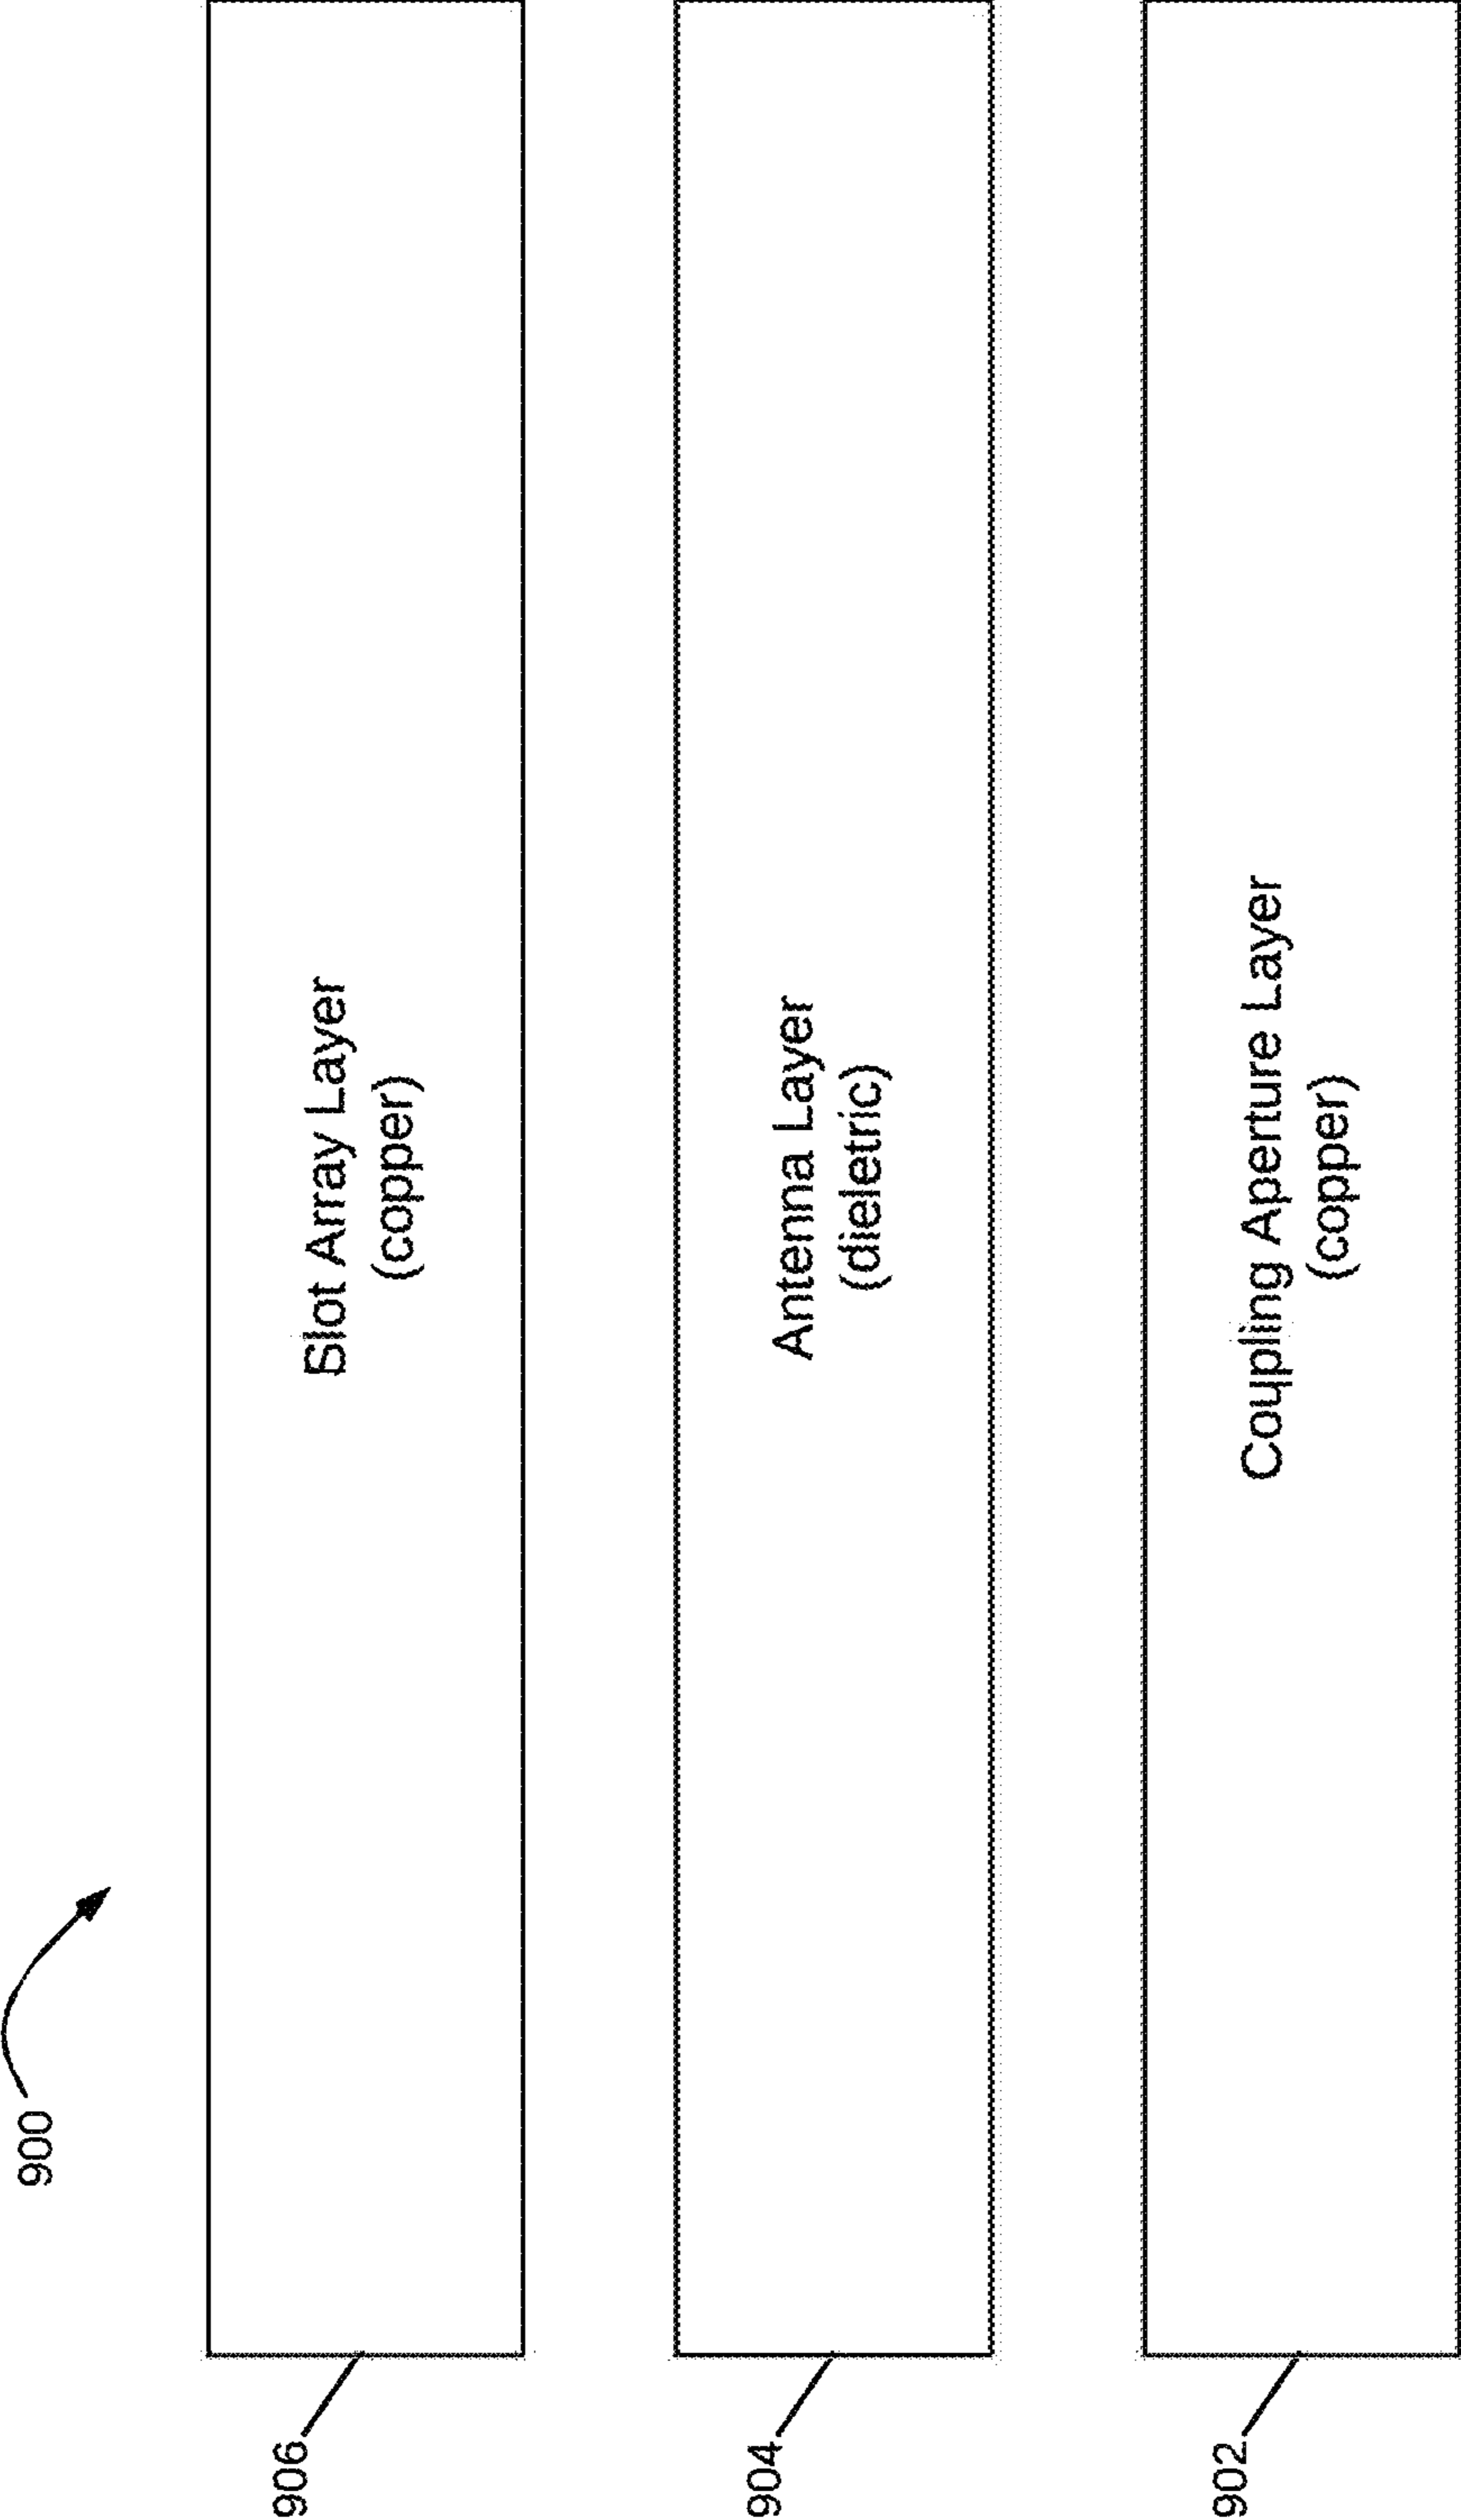 900
906
Slot Array Layer
(copper)
904
Antenna Layer
(dieletric)
902
Coupling Aperture Layer
(copper)